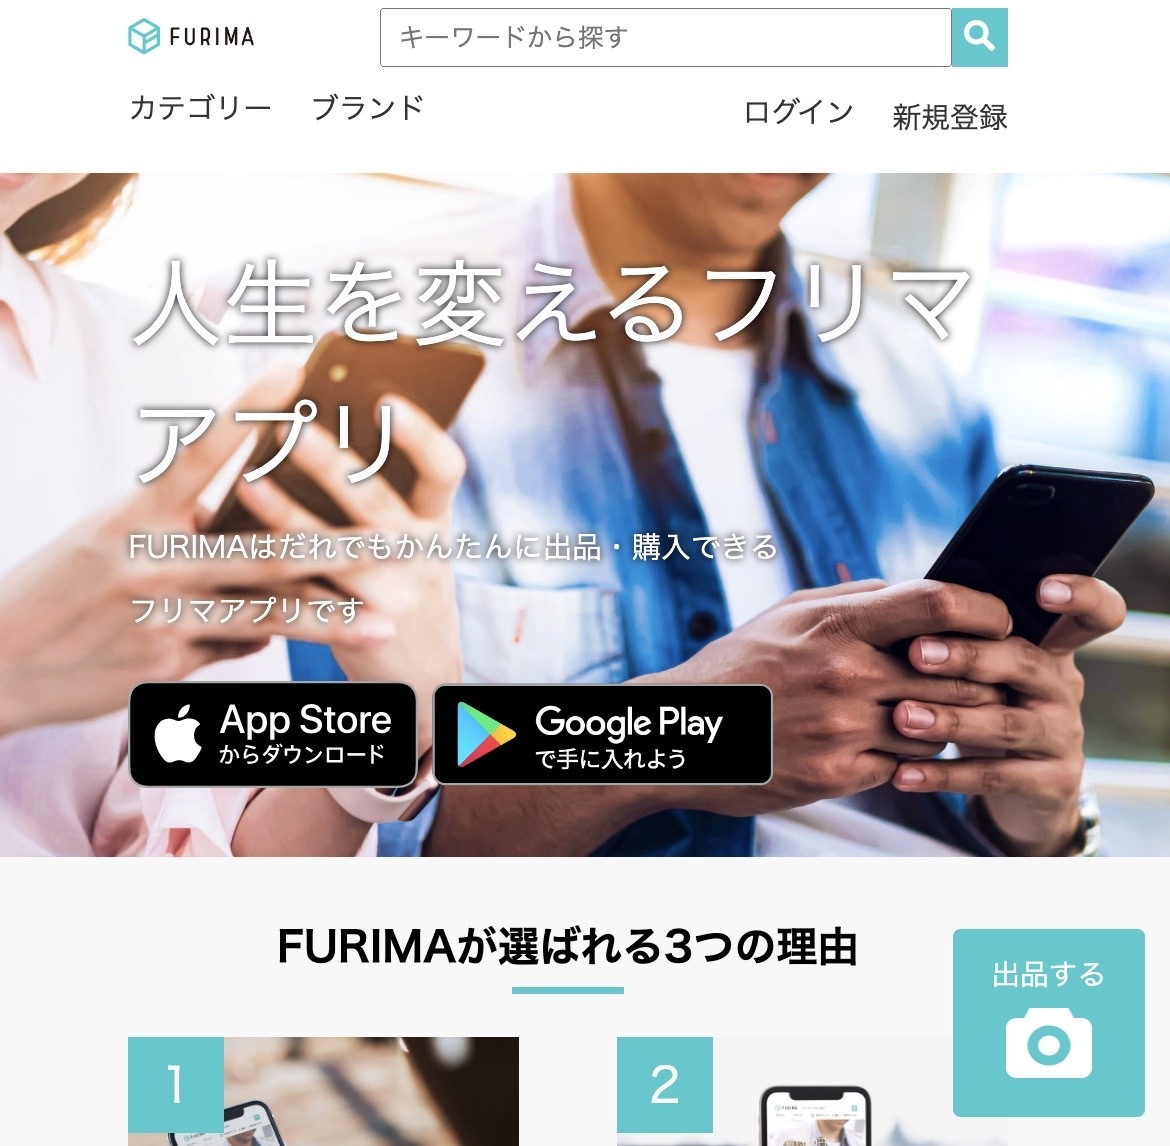 FURIMA
キーワードから探す
カテゴリー ブランド
ログイン 新規登録
人生を変えるフリマ
アプリ
FURIMAはだれでもかんたんに出品・購入できる
フリマアプリです
App Store
からダウンロード
Google Play
で手に入れよう
FURIMAが選ばれる3つの理由
出品する
1
2
FURIMA